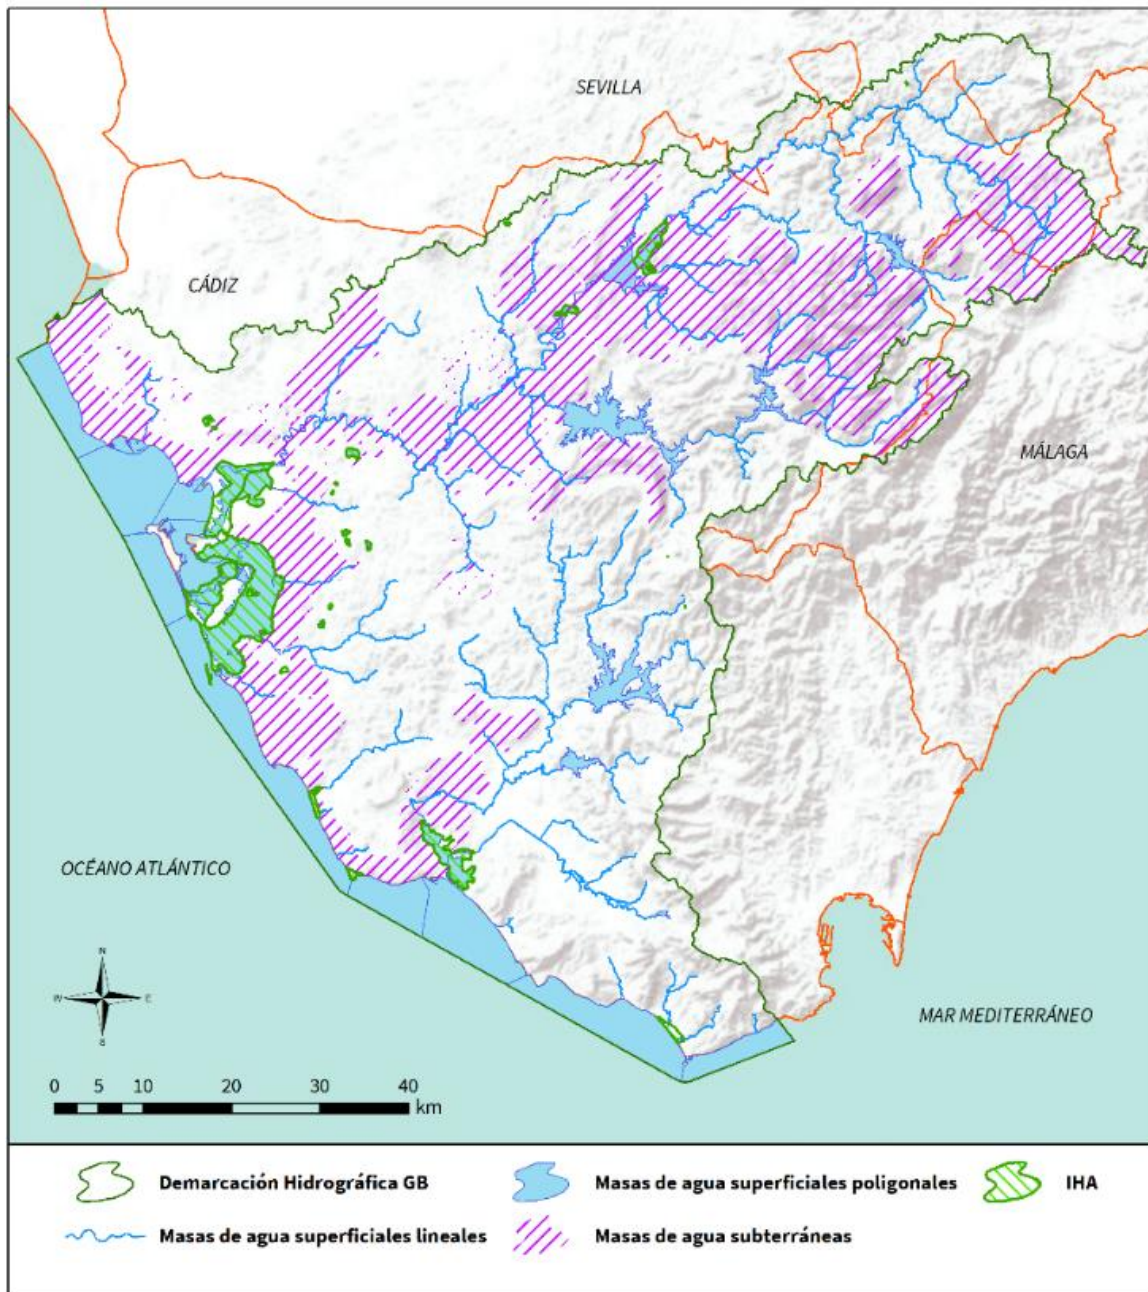 SEVILLA
CÁDIZ
MÁLAGA
OCÉANO ATLÁNTICO
N
W E
S
MAR MEDITERRÁNEO
0 5 10 20 30 40
km
Demarcación Hidrográfica GB
Masas de agua superficiales poligonales
IHA
Masas de agua superficiales lineales
Masas de agua subterráneas